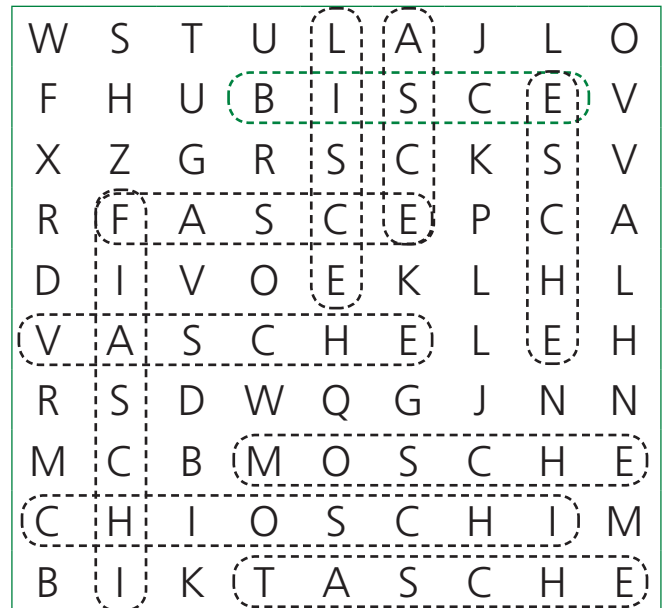 W S T U L A J L O
F H U B I S C E V
X Z G R S C K S V
R F A S C E P C A
D I V O E K L H L
V A S C H E L E H
R S D W Q G J N N
M C B M O S C H E
C H I O S C H I M
B I K T A S C H E